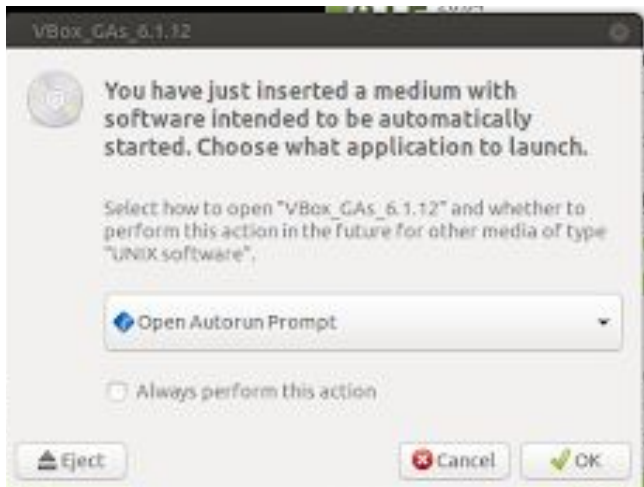 VBox_GAs_6.1.12
You have just inserted a medium with
software intended to be automatically
started. Choose what application to launch.
Select how to open "VBox_GAs_6.1.12" and whether to
perform this action in the future for other media of type
"UNIX software".
Open Autorun Prompt
Always perform this action
Eject
Cancel
OK